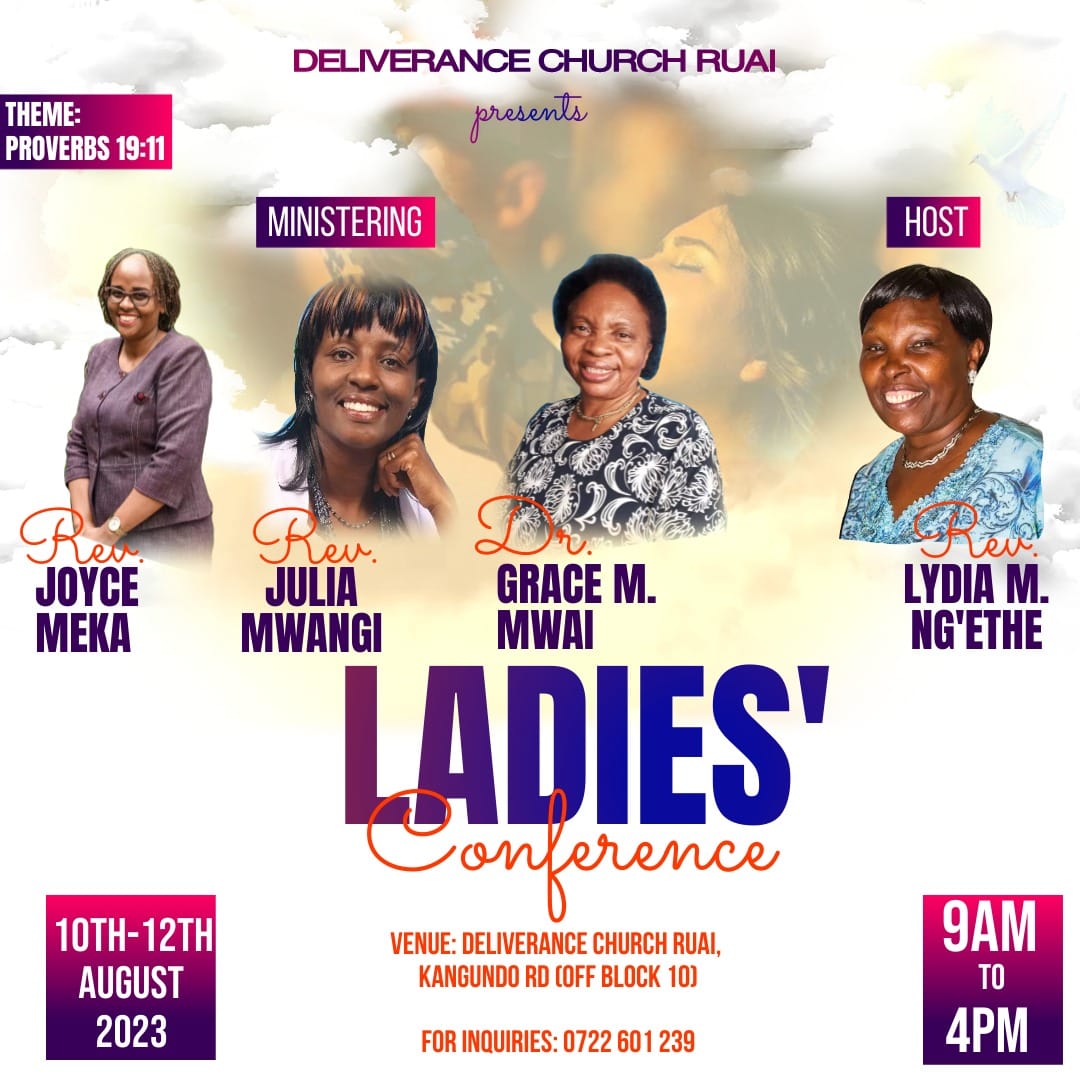 DELIVERANCE CHURCH RUAI
presents
THEME:
PROVERBS 19:11
MINISTERING
HOST
Rev.
JOYCE
MEKA
Rev.
JULIA
MWANGI
Dr.
GRACE M.
MWAI
Rev.
LYDIA M.
NG'ETHE
LADIES'
Conference
10TH-12TH
AUGUST
2023
VENUE: DELIVERANCE CHURCH RUAI,
KANGUNDO RD (OFF BLOCK 10)
FOR INQUIRIES: 0722 601 239
9AM
TO
4PM